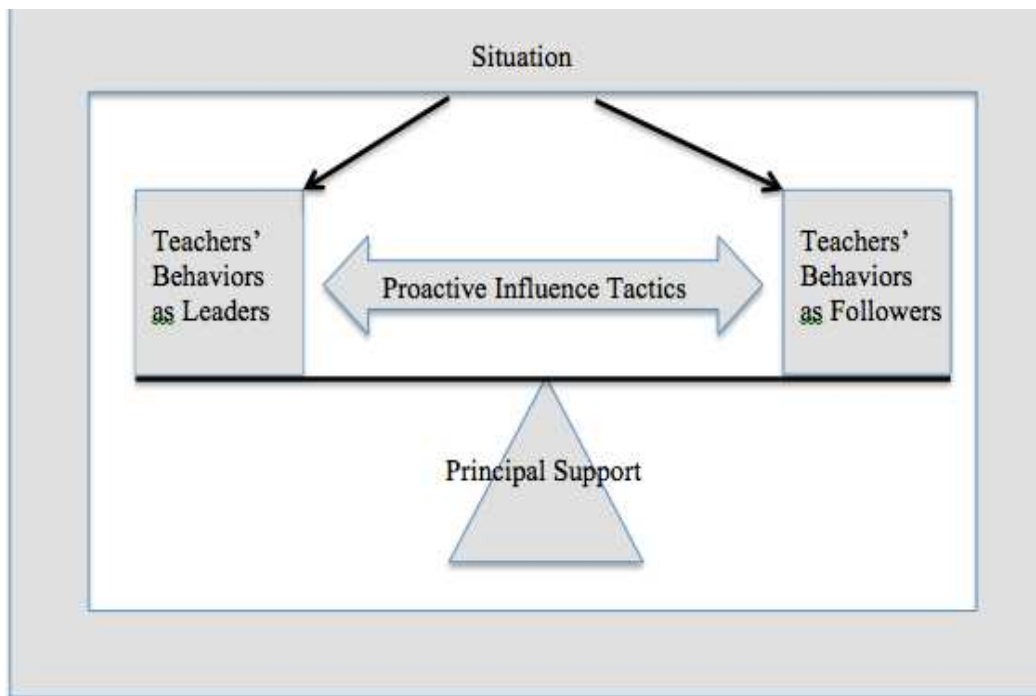 Situation
Teachers’
Behaviors
as Leaders
Proactive Influence Tactics
Teachers’
Behaviors
as Followers
Principal Support